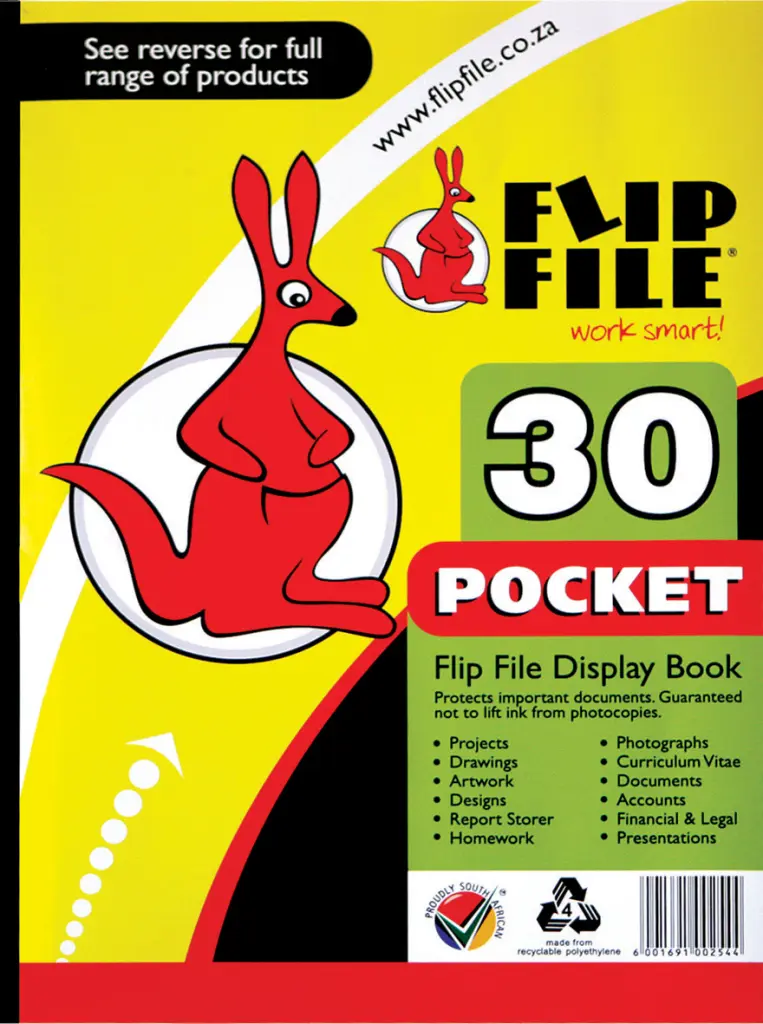 See reverse for full
range of products
www.flipfile.co.za
FLIP
FILE®
work smart!
30
POCKET
Flip File Display Book
Protects important documents. Guaranteed
not to lift ink from photocopies.
• Projects
• Drawings
• Artwork
• Designs
• Report Storer
• Homework
• Photographs
• Curriculum Vitae
• Documents
• Accounts
• Financial & Legal
• Presentations
PROUDLY SOUTH AFRICAN
4
made from
recyclable polyethylene
6 001691 002544